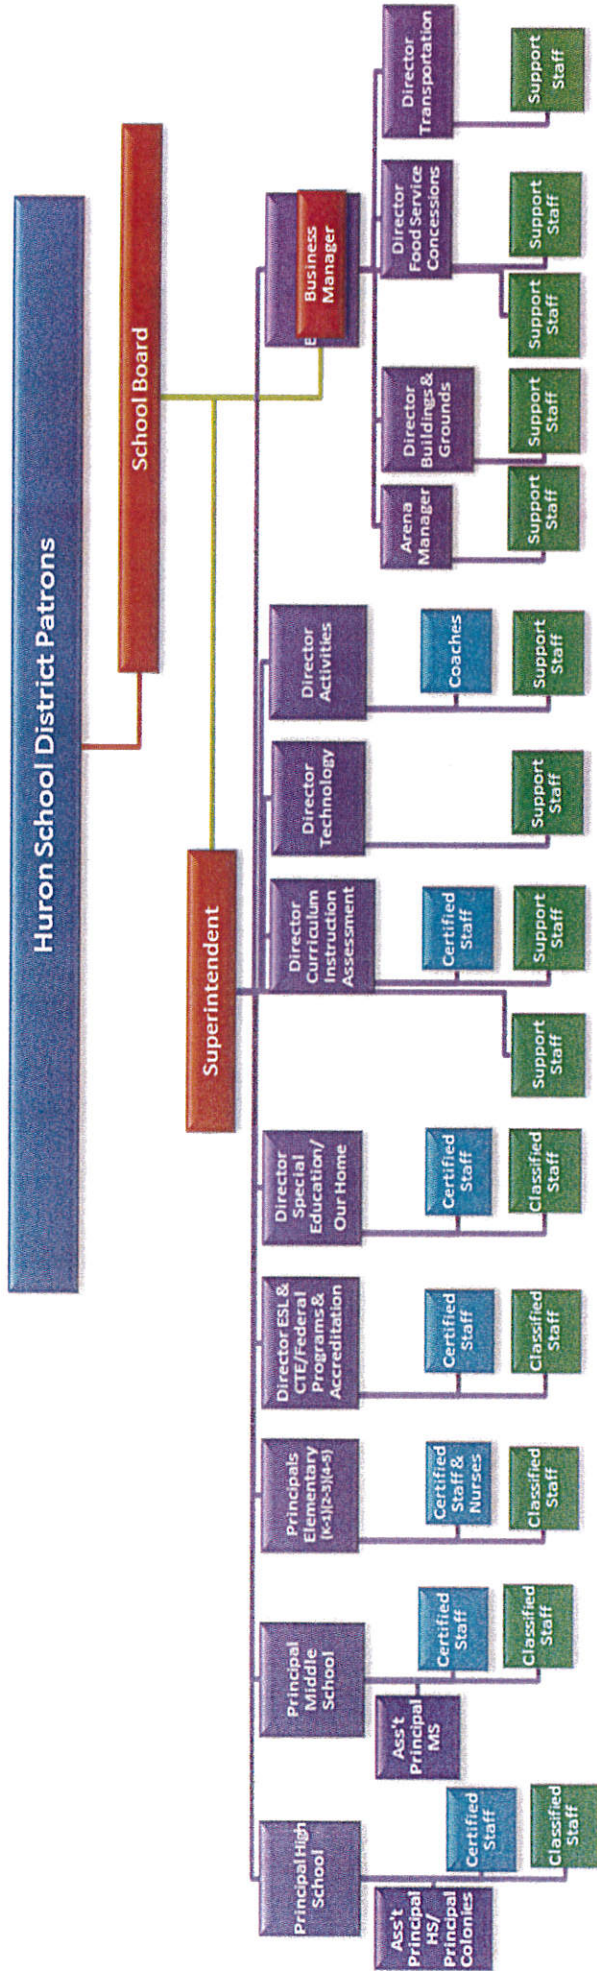 Huron School District Patrons
School Board
Superintendent
Principal High
School
Principal
Middle
School
Principals
Elementary
(K-1)(2-3)(4-5)
Director ESL &
CTE/Federal
Programs &
Accreditation
Director
Special
Education/
Our Home
Director
Curriculum
Instruction
Assessment
Director
Technology
Director
Activities
Business
Manager
Ass't
Principal
HS/
Principal
Colonies
Certified
Staff
Classified
Staff
Ass't
Principal
MS
Certified
Staff
Classified
Staff
Certified
Staff &
Nurses
Classified
Staff
Certified
Staff
Classified
Staff
Certified
Staff
Classified
Staff
Support
Staff
Certified
Staff
Support
Staff
Support
Staff
Coaches
Support
Staff
Arena
Manager
Director
Buildings &
Grounds
Director
Food Service
Concessions
Director
Transportation
Support
Staff
Support
Staff
Support
Staff
Support
Staff
Support
Staff